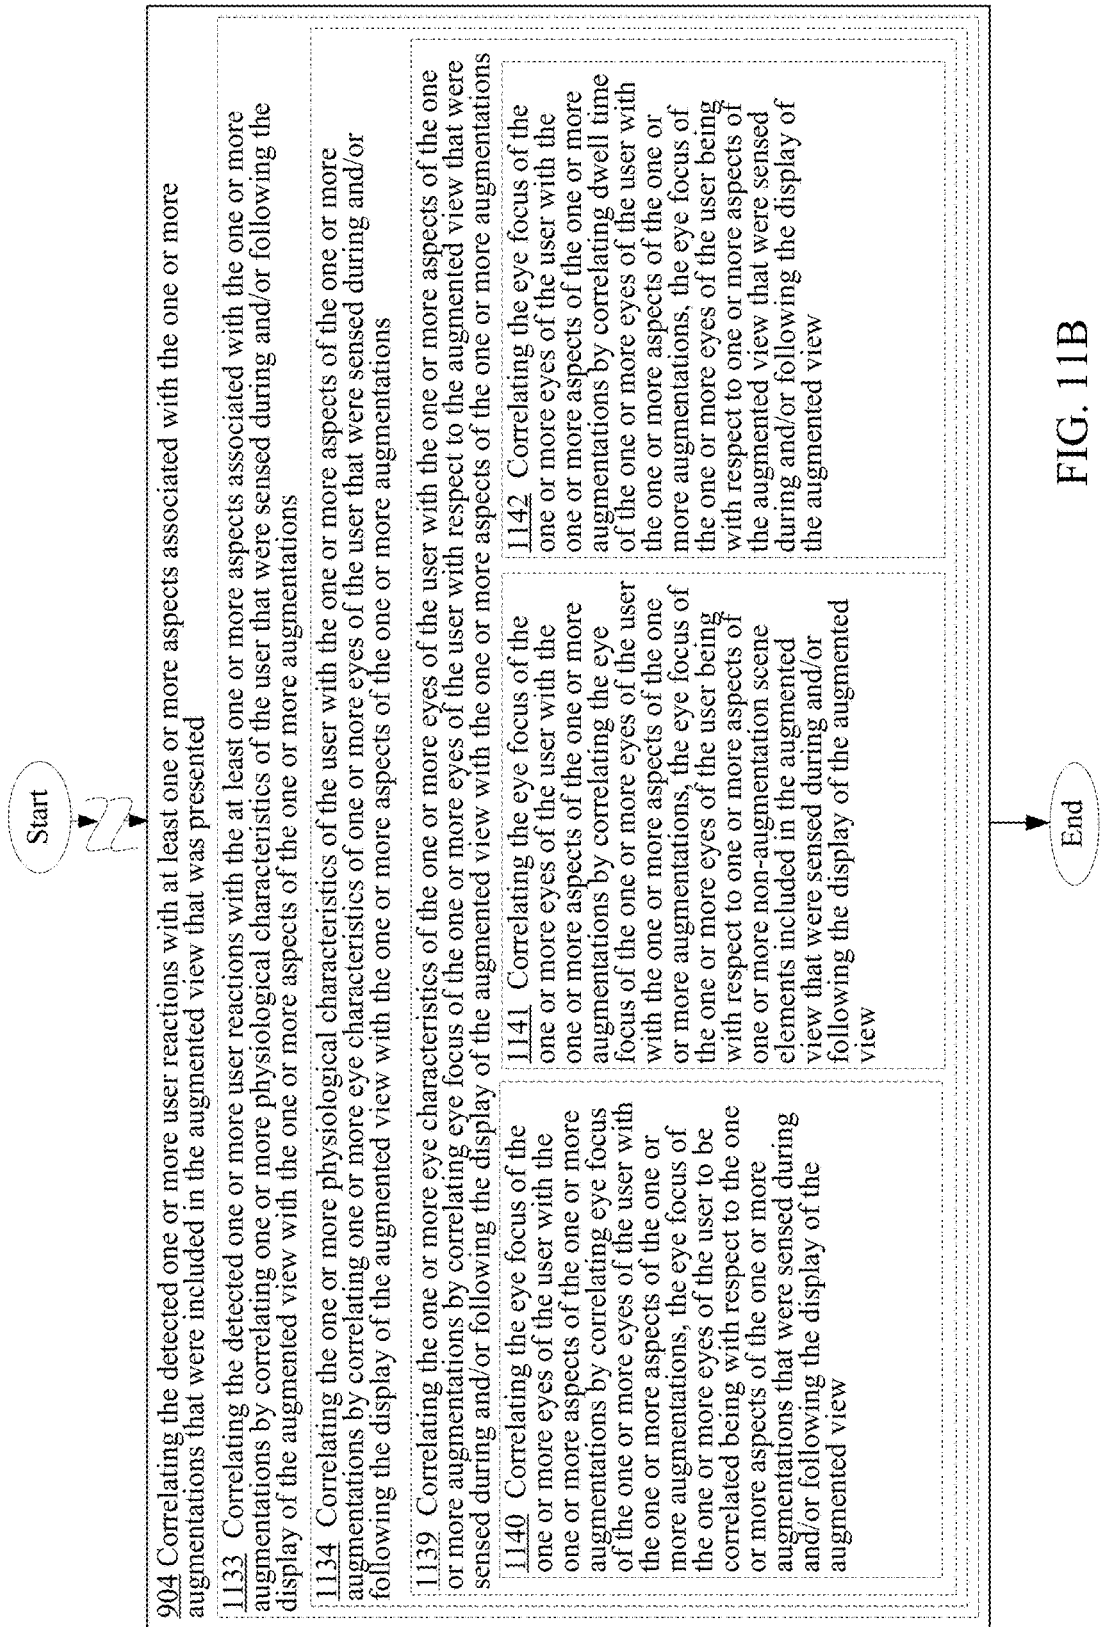 Start
904 Correlating the detected one or more user reactions with at least one or more aspects associated with the one or more
augmentations that were included in the augmented view that was presented
1133 Correlating the detected one or more user reactions with the at least one or more aspects associated with the one or more
augmentations by correlating one or more physiological characteristics of the user that were sensed during and/or following the
display of the augmented view with the one or more aspects of the one or more augmentations
1134 Correlating the one or more physiological characteristics of the user with the one or more aspects of the one or more
augmentations by correlating one or more eye characteristics of one or more eyes of the user that were sensed during and/or
following the display of the augmented view with the one or more aspects of the one or more augmentations
1139 Correlating the one or more eye characteristics of the one or more eyes of the user with the one or more aspects of the one
or more augmentations by correlating eye focus of the one or more eyes of the user with respect to the augmented view that were
sensed during and/or following the display of the augmented view with the one or more aspects of the one or more augmentations
1140 Correlating the eye focus of the
one or more eyes of the user with the
one or more aspects of the one or more
augmentations by correlating eye focus
of the one or more eyes of the user with
the one or more aspects of the one or
more augmentations, the eye focus of
the one or more eyes of the user to be
correlated being with respect to the one
or more aspects of the one or more
augmentations that were sensed during
and/or following the display of the
augmented view
1141 Correlating the eye focus of the
one or more eyes of the user with the
one or more aspects of the one or more
augmentations by correlating the eye
focus of the one or more eyes of the user
with the one or more aspects of the one
or more augmentations, the eye focus of
the one or more eyes of the user being
with respect to one or more aspects of
one or more non-augmentation scene
elements included in the augmented
view that were sensed during and/or
following the display of the augmented
view
1142 Correlating the eye focus of the
one or more eyes of the user with the
one or more aspects of the one or more
augmentations by correlating dwell time
of the one or more eyes of the user with
the one or more aspects of the one or
more augmentations, the eye focus of
the one or more eyes of the user being
with respect to one or more aspects of
the augmented view that were sensed
during and/or following the display of
the augmented view
End
FIG. 11B